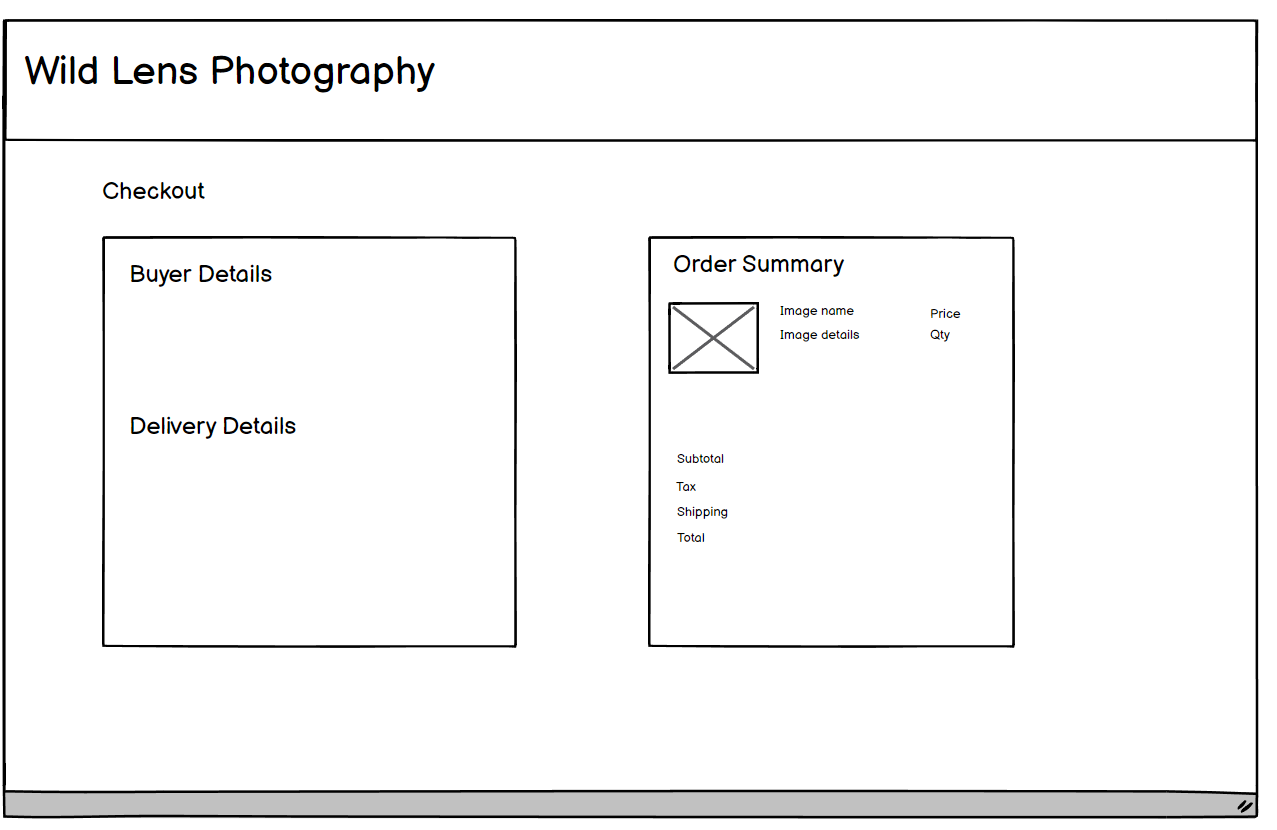 Wild Lens Photography
Checkout
Buyer Details
Delivery Details
Order Summary
Image name
Price
Image details
Qty
Subtotal
Tax
Shipping
Total